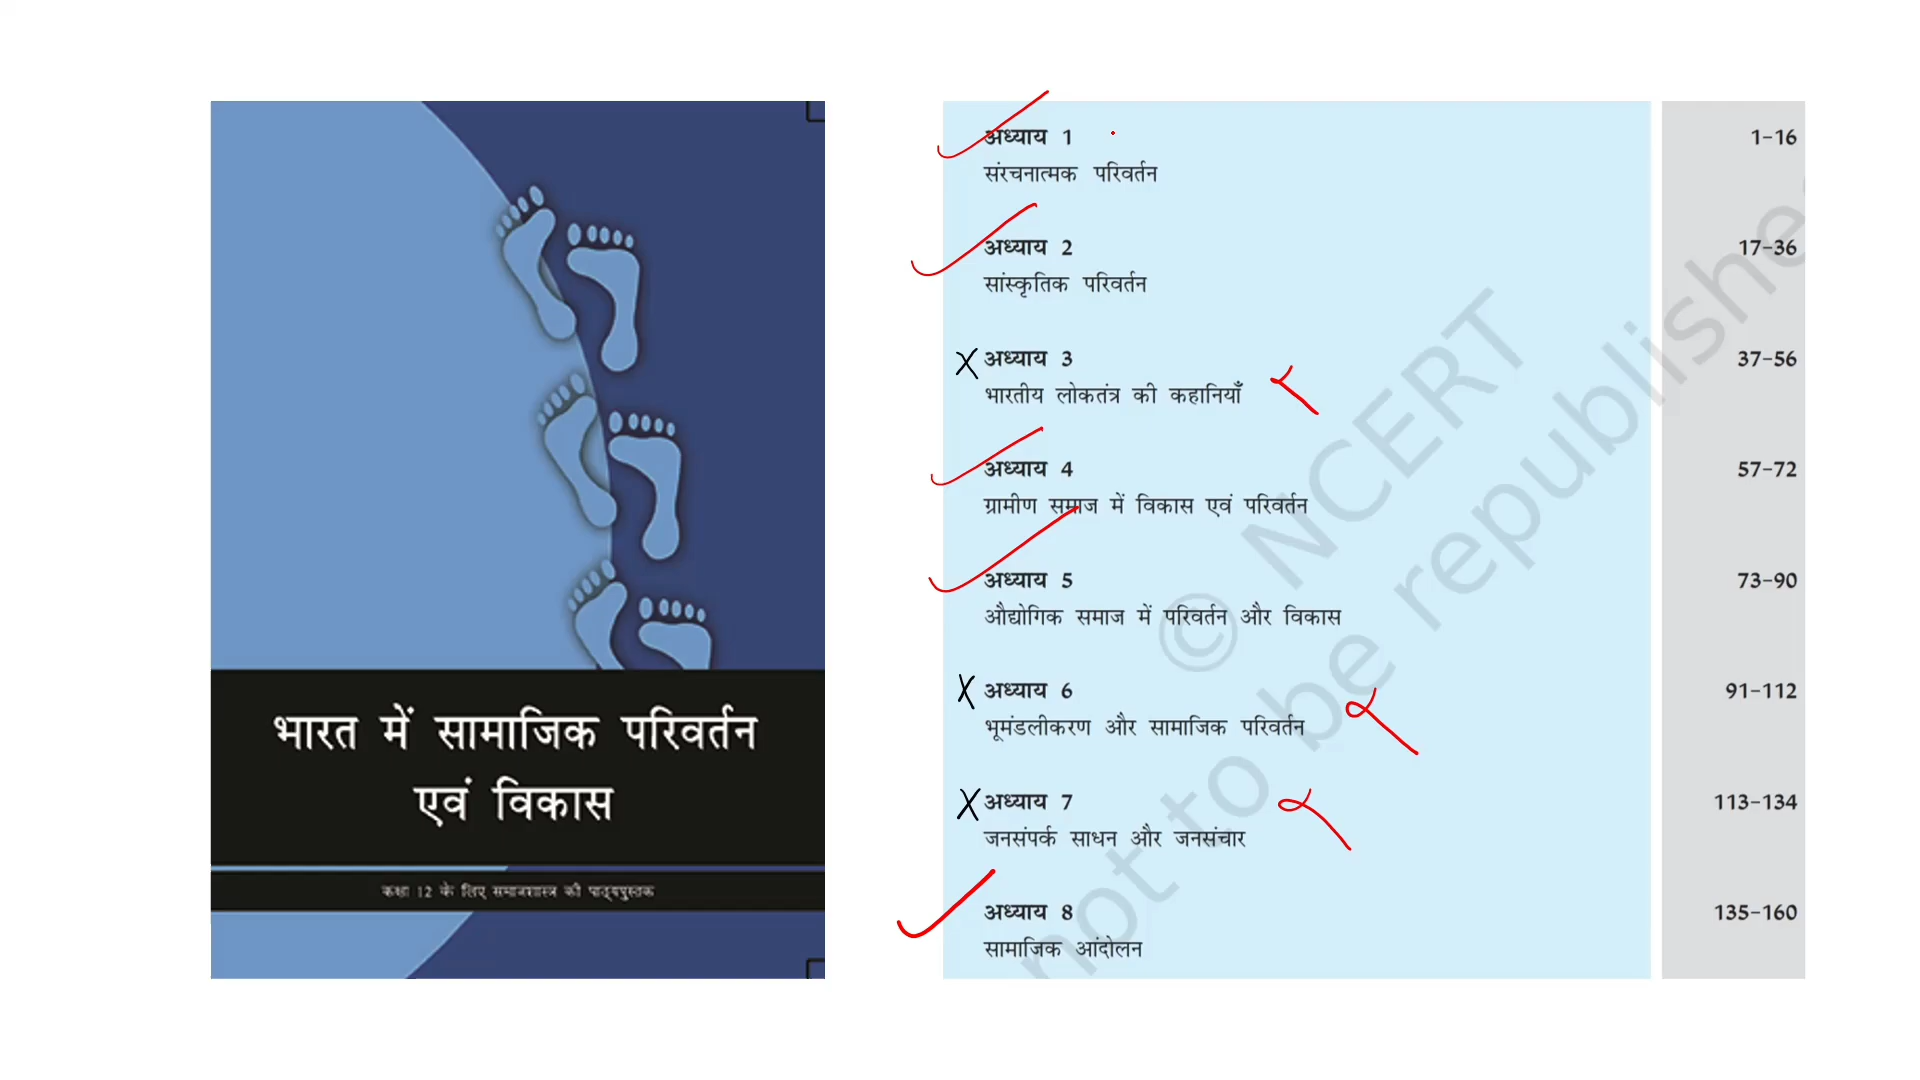 भारत में सामाजिक परिवर्तन
एवं विकास
कक्षा 12 के लिए समाजशास्त्र की पाठ्यपुस्तक
अध्याय 1 1-16
संरचनात्मक परिवर्तन
अध्याय 2 17-36
सांस्कृतिक परिवर्तन
X अध्याय 3 37-56
भारतीय लोकतंत्र की कहानियाँ
अध्याय 4 57-72
ग्रामीण समाज में विकास एवं परिवर्तन
अध्याय 5 73-90
औद्योगिक समाज में परिवर्तन और विकास
X अध्याय 6 91-112
भूमंडलीकरण और सामाजिक परिवर्तन
X अध्याय 7 113-134
जनसंपर्क साधन और जनसंचार
अध्याय 8 135-160
सामाजिक आंदोलन
© NCERT
not to be republishe